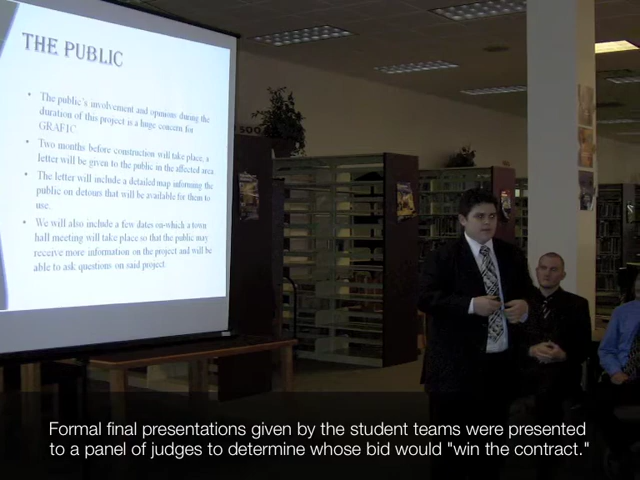 THE PUBLIC
• The public's involvement and opinions during the
duration of this project is a huge concern for
GRAFIC.
• Two months before construction will take place, a
letter will be given to the public in the affected area.
• The letter will include a detailed map informing the
public on detours that will be available for them to
use.
• We will also include a few dates on-which a town
hall meeting will take place so that the public may
receive more information on the project and will be
able to ask questions on said project.
Formal final presentations given by the student teams were presented
to a panel of judges to determine whose bid would "win the contract."